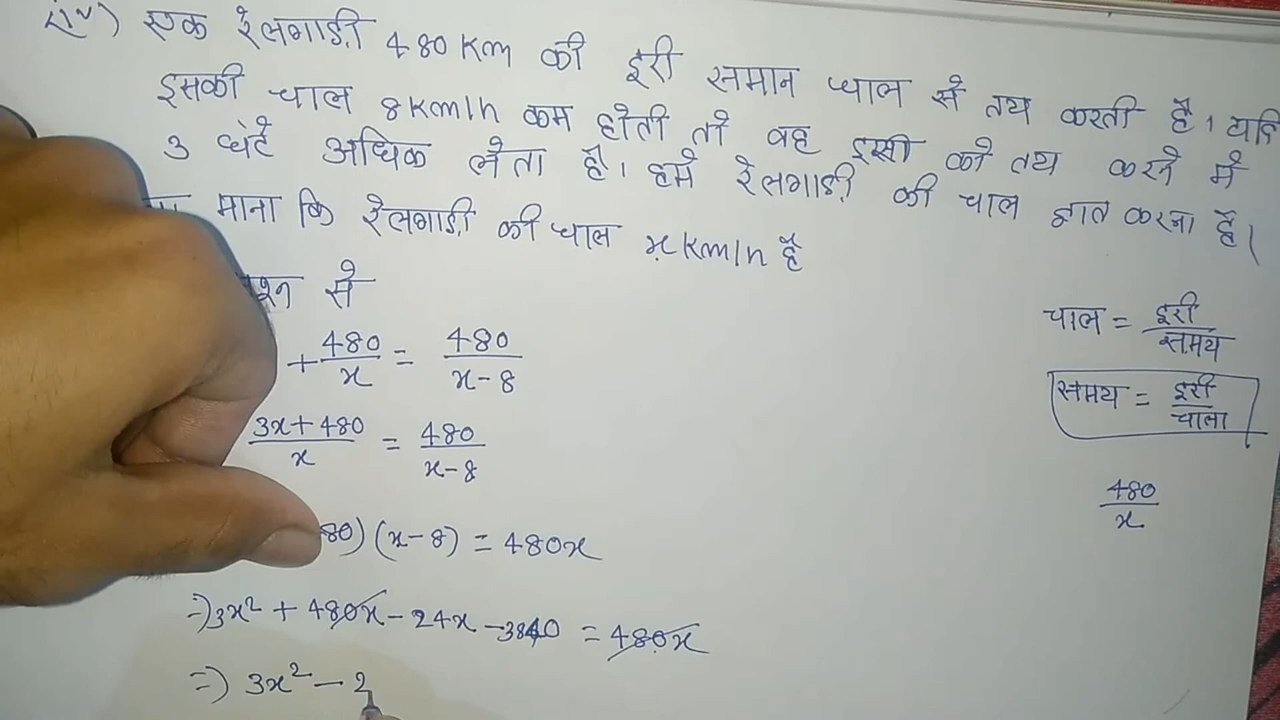 (iv) एक रेलगाड़ी 480 Km की दूरी समान चाल से तय करती है। यदि
इसकी चाल 8 Km/h कम होती तो वह इसी को तय करने में
3 घंटे अधिक लेता है। हमें रेलगाड़ी की चाल ज्ञात करना है।
माना कि रेलगाड़ी की चाल x Km/h है
से
+ 480/x = 480/(x-8)
(3x+480)/x = 480/(x-8)
80)(x-8) = 480x
⇒ 3x² + 480x - 24x - 3840 = 480x
⇒ 3x² - 2
चाल = दूरी/समय
समय = दूरी/चाल
480/x